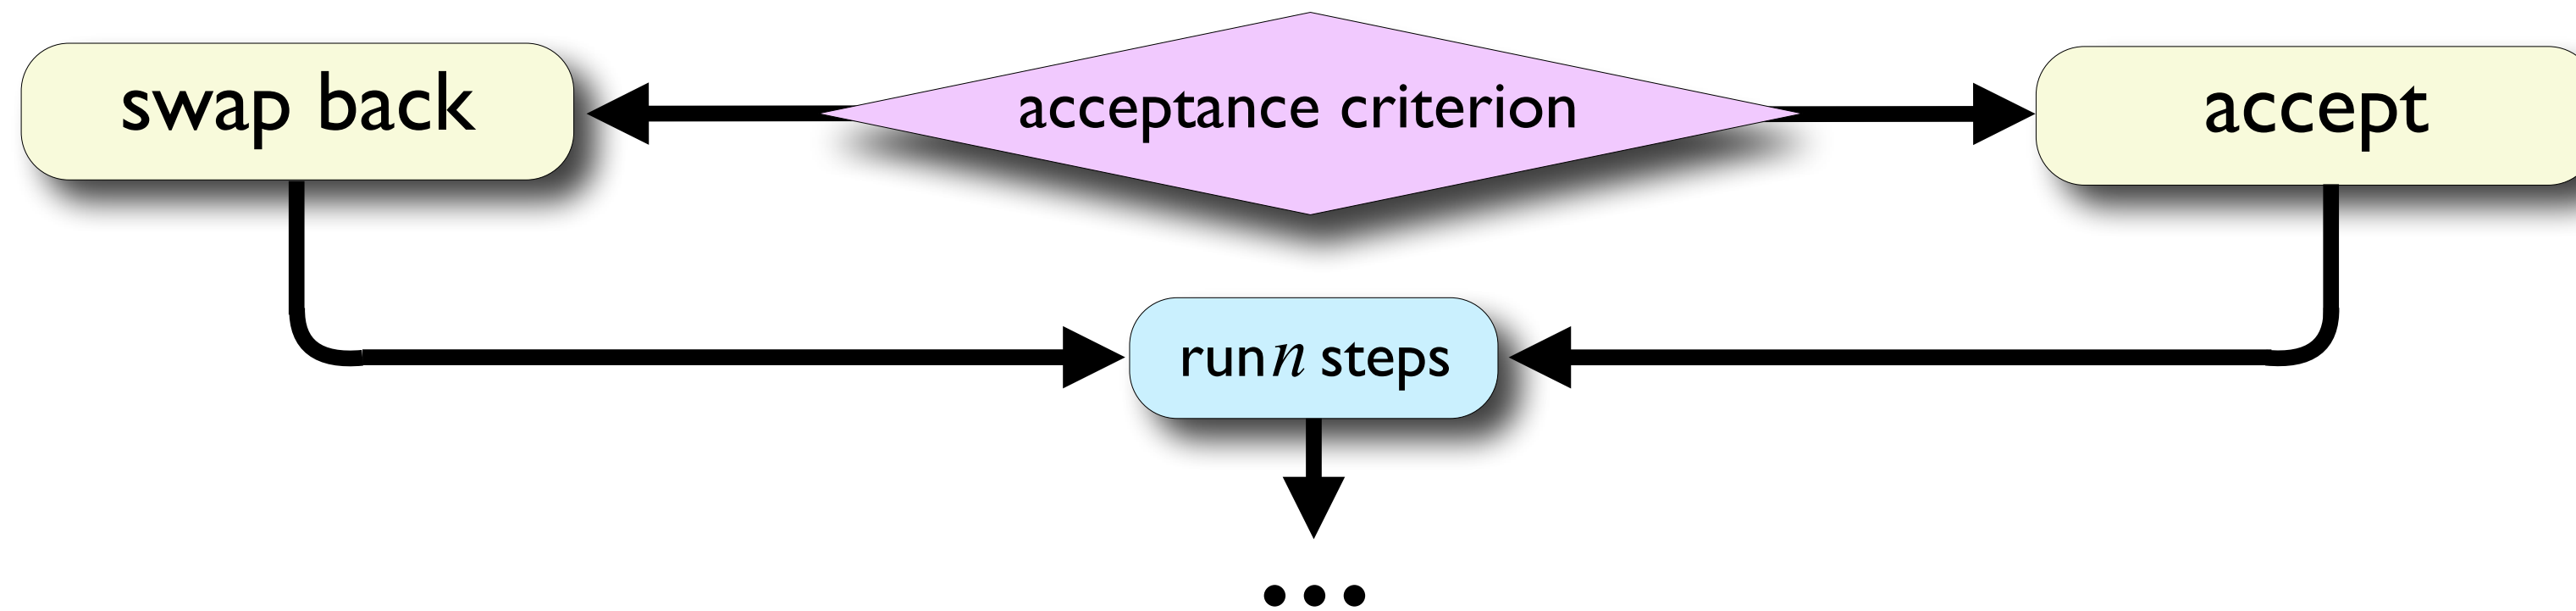 swap back
acceptance criterion
accept
run n steps
...